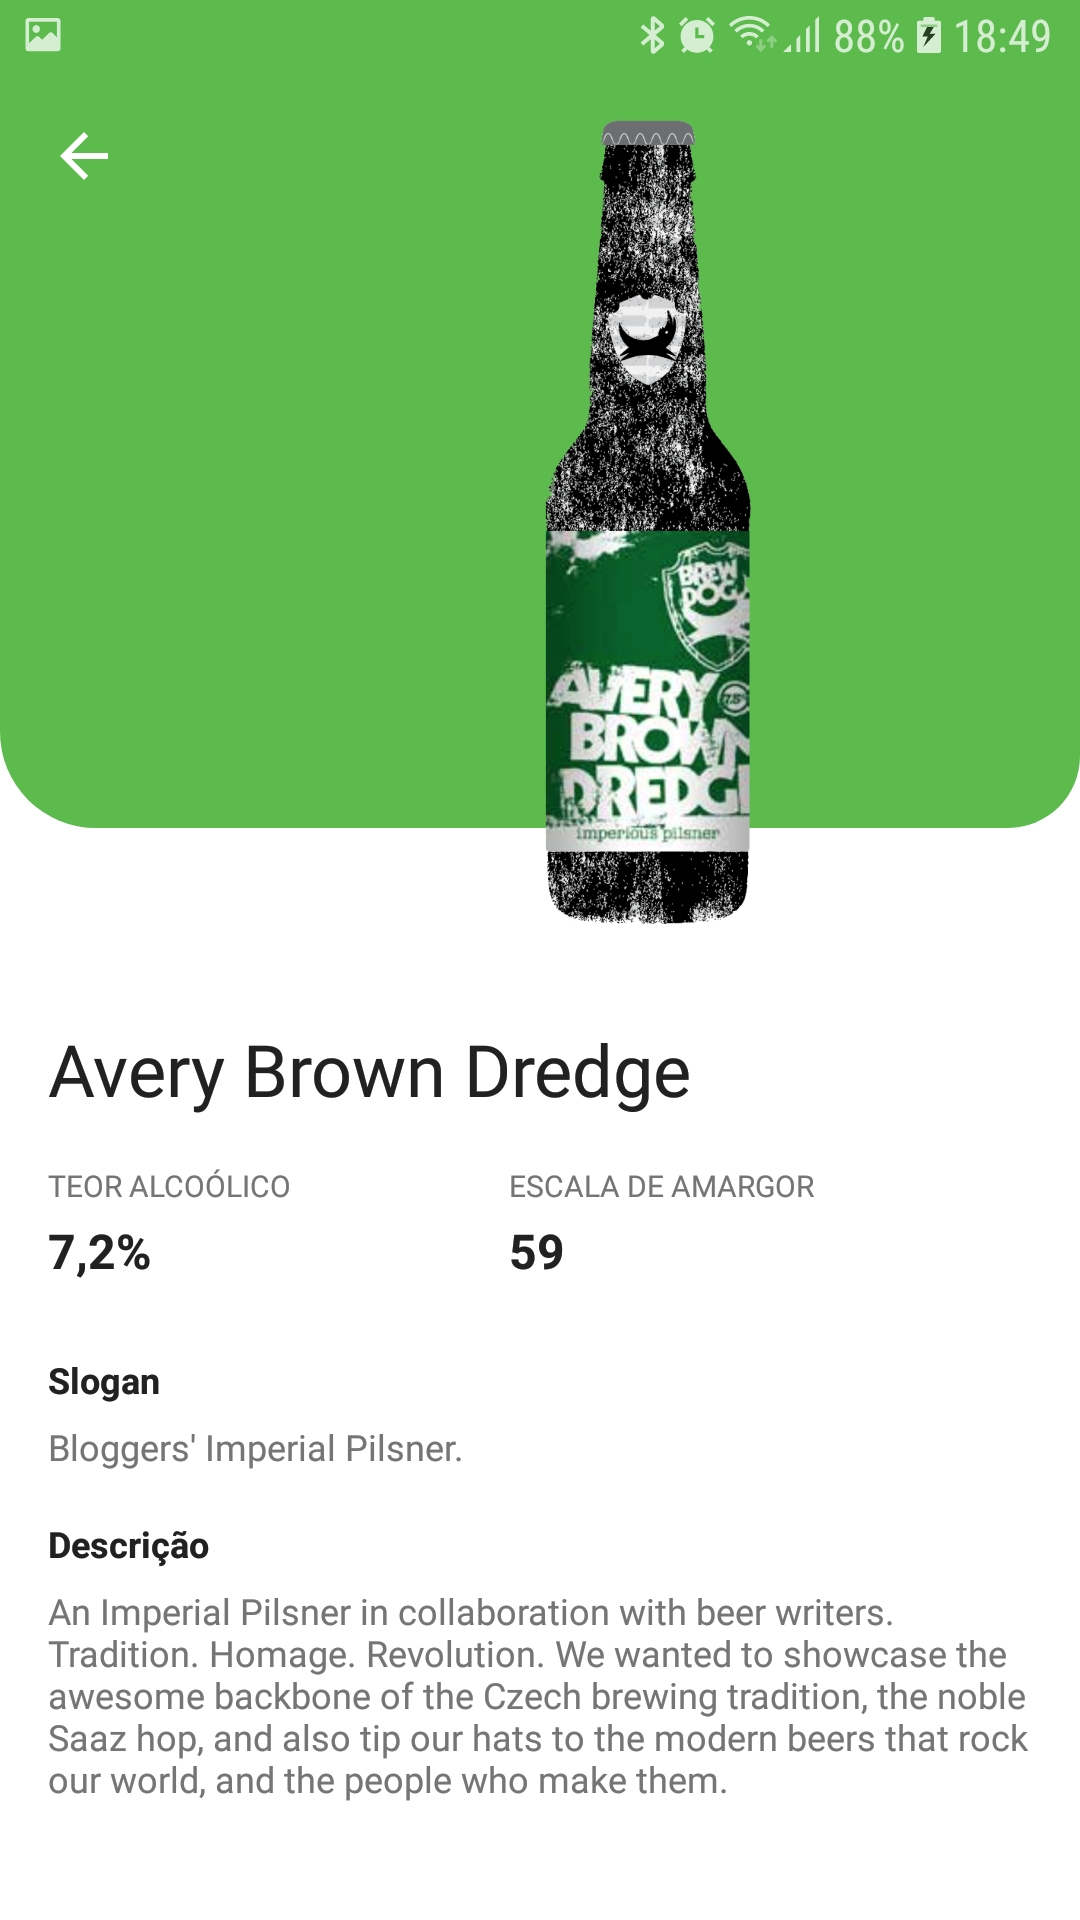 88% 18:49
BREW
DOG
AVERY
7.5%
BROWN
DREDGE
imperious pilsner
Avery Brown Dredge
TEOR ALCOÓLICO ESCALA DE AMARGOR
7,2% 59
Slogan
Bloggers' Imperial Pilsner.
Descrição
An Imperial Pilsner in collaboration with beer writers.
Tradition. Homage. Revolution. We wanted to showcase the
awesome backbone of the Czech brewing tradition, the noble
Saaz hop, and also tip our hats to the modern beers that rock
our world, and the people who make them.